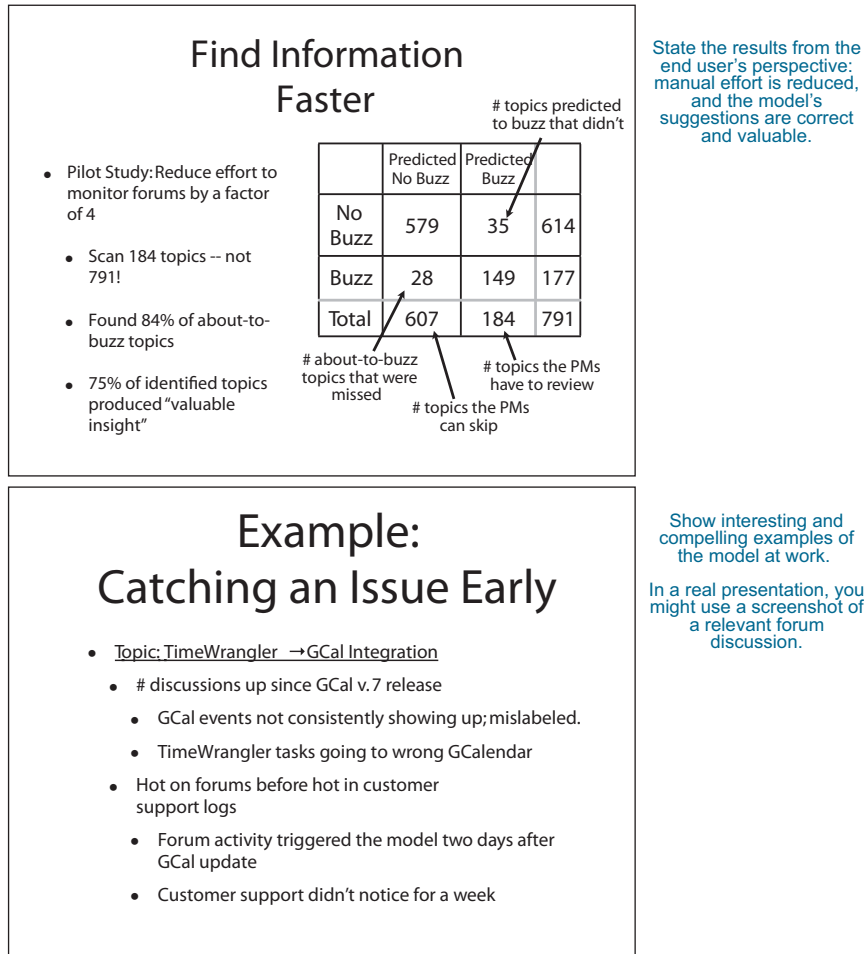 Find Information
Faster
# topics predicted
to buzz that didn't
• Pilot Study:Reduce effort to
monitor forums by a factor
of 4
• Scan 184 topics -- not
791!
• Found 84% of about-to-
buzz topics
• 75% of identified topics
produced "valuable
insight"
Predicted No Buzz Predicted Buzz
No Buzz 579 35 614
Buzz 28 149 177
Total 607 184 791
# about-to-buzz
topics that were
missed
# topics the PMs
can skip
# topics the PMs
have to review
State the results from the
end user's perspective:
manual effort is reduced,
and the model's
suggestions are correct
and valuable.
Example:
Catching an Issue Early
• Topic: TimeWrangler →GCal Integration
• # discussions up since GCal v.7 release
• GCal events not consistently showing up; mislabeled.
• TimeWrangler tasks going to wrong GCalendar
• Hot on forums before hot in customer
support logs
• Forum activity triggered the model two days after
GCal update
• Customer support didn't notice for a week
Show interesting and
compelling examples of
the model at work.
In a real presentation, you
might use a screenshot of
a relevant forum
discussion.